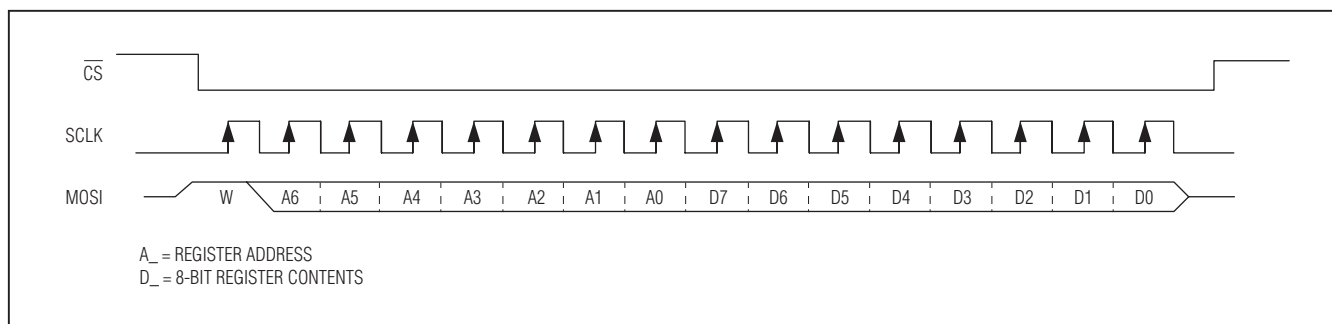 C̅S̅
SCLK
MOSI W A6 A5 A4 A3 A2 A1 A0 D7 D6 D5 D4 D3 D2 D1 D0
A_ = REGISTER ADDRESS
D_ = 8-BIT REGISTER CONTENTS